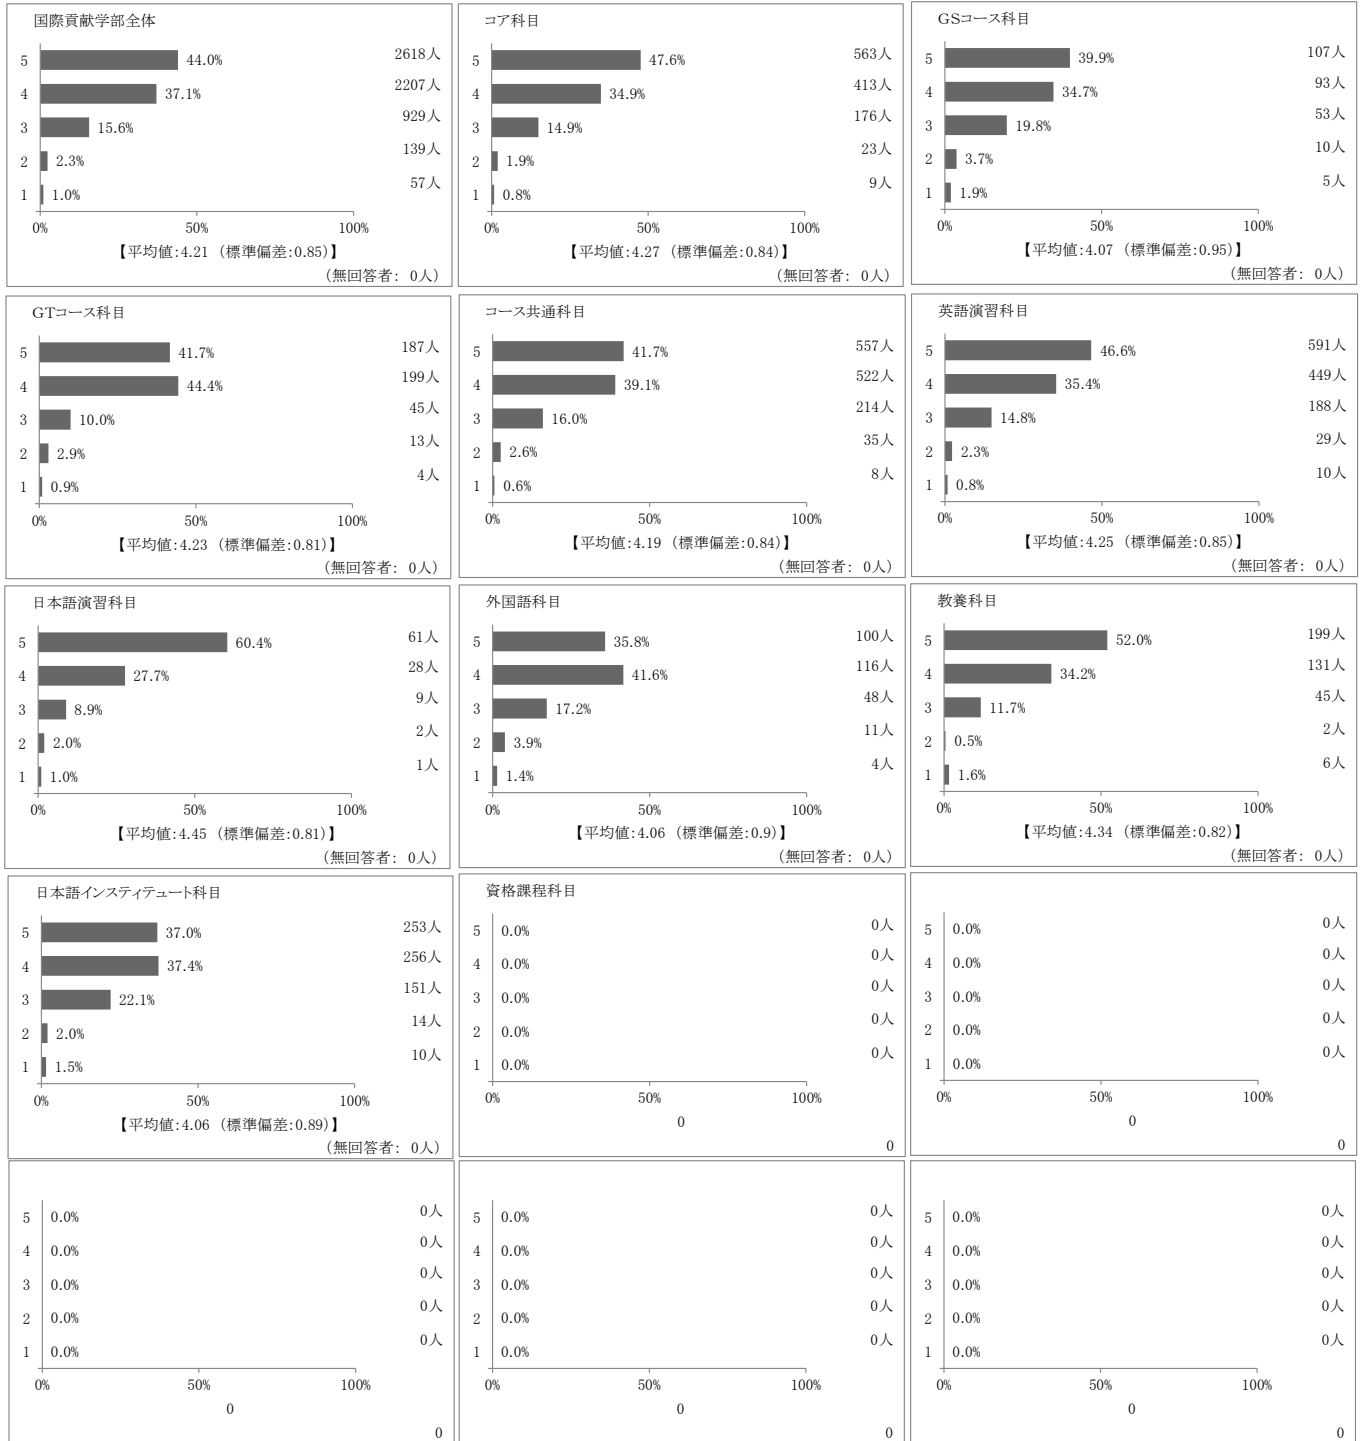 国際貢献学部全体
5 44.0% 2618人
4 37.1% 2207人
3 15.6% 929人
2 2.3% 139人
1 1.0% 57人
0% 50% 100%
【平均値:4.21 (標準偏差:0.85)】
(無回答者: 0人)
コア科目
5 47.6% 563人
4 34.9% 413人
3 14.9% 176人
2 1.9% 23人
1 0.8% 9人
0% 50% 100%
【平均値:4.27 (標準偏差:0.84)】
(無回答者: 0人)
GSコース科目
5 39.9% 107人
4 34.7% 93人
3 19.8% 53人
2 3.7% 10人
1 1.9% 5人
0% 50% 100%
【平均値:4.07 (標準偏差:0.95)】
(無回答者: 0人)
GTコース科目
5 41.7% 187人
4 44.4% 199人
3 10.0% 45人
2 2.9% 13人
1 0.9% 4人
0% 50% 100%
【平均値:4.23 (標準偏差:0.81)】
(無回答者: 0人)
コース共通科目
5 41.7% 557人
4 39.1% 522人
3 16.0% 214人
2 2.6% 35人
1 0.6% 8人
0% 50% 100%
【平均値:4.19 (標準偏差:0.84)】
(無回答者: 0人)
英語演習科目
5 46.6% 591人
4 35.4% 449人
3 14.8% 188人
2 2.3% 29人
1 0.8% 10人
0% 50% 100%
【平均値:4.25 (標準偏差:0.85)】
(無回答者: 0人)
日本語演習科目
5 60.4% 61人
4 27.7% 28人
3 8.9% 9人
2 2.0% 2人
1 1.0% 1人
0% 50% 100%
【平均値:4.45 (標準偏差:0.81)】
(無回答者: 0人)
外国語科目
5 35.8% 100人
4 41.6% 116人
3 17.2% 48人
2 3.9% 11人
1 1.4% 4人
0% 50% 100%
【平均値:4.06 (標準偏差:0.9)】
(無回答者: 0人)
教養科目
5 52.0% 199人
4 34.2% 131人
3 11.7% 45人
2 0.5% 2人
1 1.6% 6人
0% 50% 100%
【平均値:4.34 (標準偏差:0.82)】
(無回答者: 0人)
日本語インスティテュート科目
5 37.0% 253人
4 37.4% 256人
3 22.1% 151人
2 2.0% 14人
1 1.5% 10人
0% 50% 100%
【平均値:4.06 (標準偏差:0.89)】
(無回答者: 0人)
資格課程科目
5 0.0% 0人
4 0.0% 0人
3 0.0% 0人
2 0.0% 0人
1 0.0% 0人
0% 50% 100%
0
0
5 0.0% 0人
4 0.0% 0人
3 0.0% 0人
2 0.0% 0人
1 0.0% 0人
0% 50% 100%
0
0
5 0.0% 0人
4 0.0% 0人
3 0.0% 0人
2 0.0% 0人
1 0.0% 0人
0% 50% 100%
0
0
5 0.0% 0人
4 0.0% 0人
3 0.0% 0人
2 0.0% 0人
1 0.0% 0人
0% 50% 100%
0
0
5 0.0% 0人
4 0.0% 0人
3 0.0% 0人
2 0.0% 0人
1 0.0% 0人
0% 50% 100%
0
0